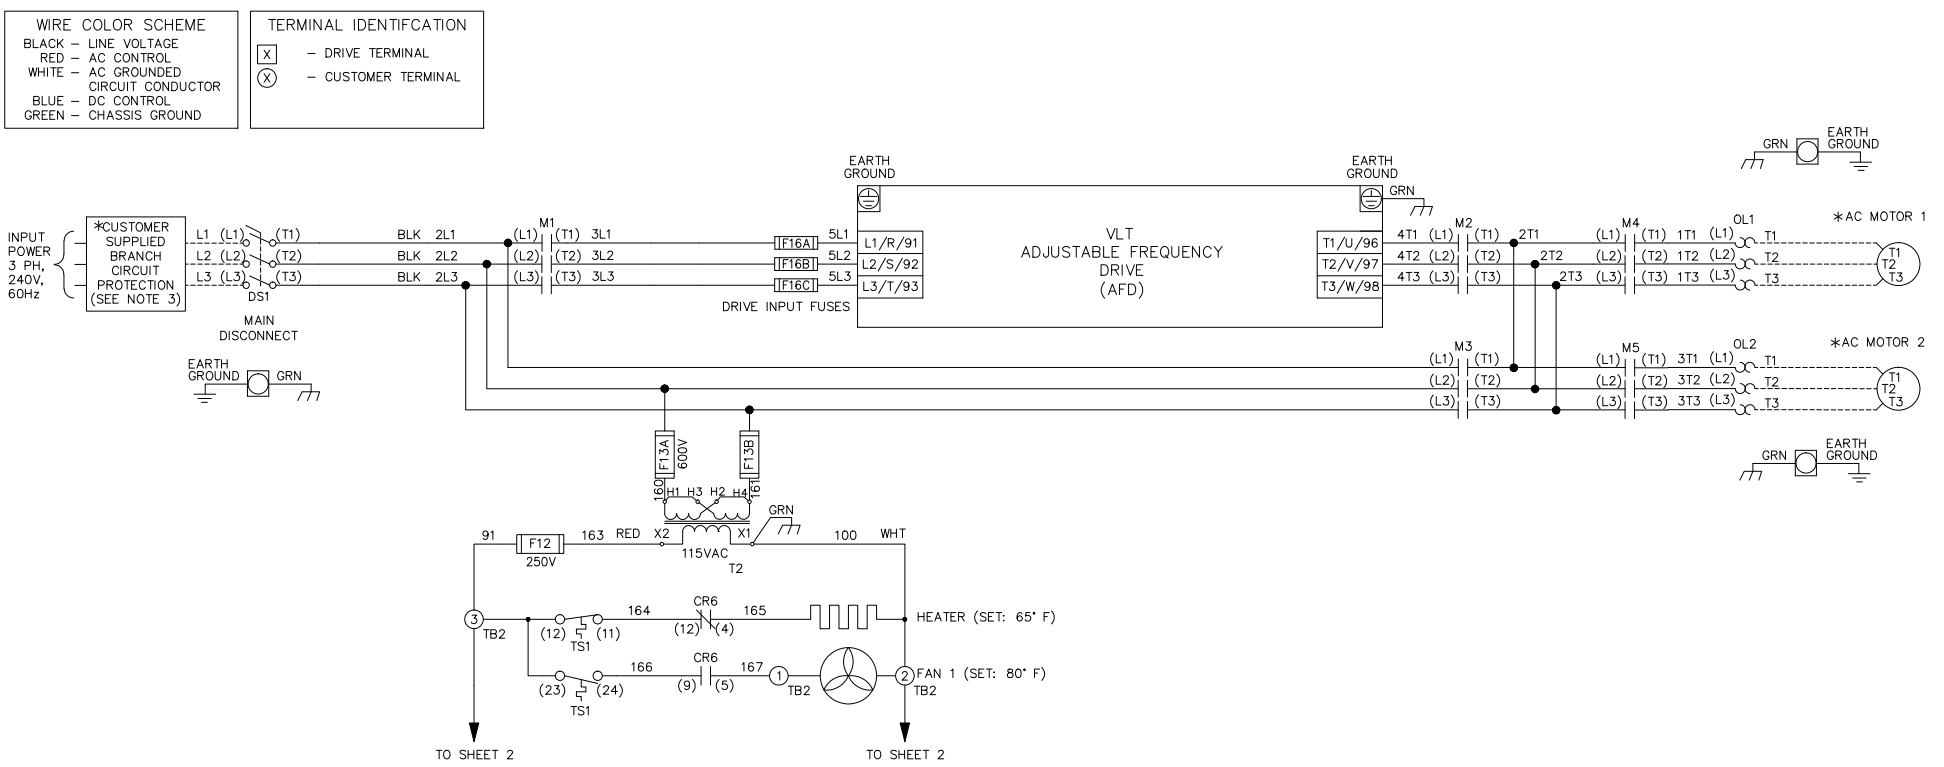 WIRE COLOR SCHEME
BLACK – LINE VOLTAGE
RED – AC CONTROL
WHITE – AC GROUNDED
CIRCUIT CONDUCTOR
BLUE – DC CONTROL
GREEN – CHASSIS GROUND
TERMINAL IDENTIFCATION
X – DRIVE TERMINAL
X – CUSTOMER TERMINAL
INPUT
POWER
3 PH,
240V,
60Hz
*CUSTOMER
SUPPLIED
BRANCH
CIRCUIT
PROTECTION
(SEE NOTE 3)
L1 (L1) (T1) BLK 2L1 (L1) M1 (T1) 3L1 F16A 5L1 L1/R/91
L2 (L2) (T2) BLK 2L2 (L2) (T2) 3L2 F16B 5L2 L2/S/92
L3 (L3) (T3) BLK 2L3 (L3) (T3) 3L3 F16C 5L3 L3/T/93
DS1
MAIN
DISCONNECT
DRIVE INPUT FUSES
EARTH
GROUND
GRN
EARTH
GROUND
VLT
ADJUSTABLE FREQUENCY
DRIVE
(AFD)
EARTH
GROUND
GRN
T1/U/96 4T1 (L1) M2 (T1) 2T1 (L1) M4 (T1) 1T1 (L1) OL1 T1
T2/V/97 4T2 (L2) (T2) 2T2 (L2) (T2) 1T2 (L2) T2
T3/W/98 4T3 (L3) (T3) 2T3 (L3) (T3) 1T3 (L3) T3
GRN
EARTH
GROUND
*AC MOTOR 1
T1
T2
T3
(L1) M3 (T1) (L1) M5 (T1) 3T1 (L1) OL2 T1
(L2) (T2) (L2) (T2) 3T2 (L2) T2
(L3) (T3) (L3) (T3) 3T3 (L3) T3
*AC MOTOR 2
T1
T2
T3
GRN
EARTH
GROUND
F13A
600V
F13B
160
161
H1 H3 H2 H4
GRN
91 F12 163 RED X2 X1 100 WHT
250V
115VAC
T2
3
TB2
(12) (11) 164 CR6 165 HEATER (SET: 65° F)
TS1
(12) (4)
(23) (24) 166 CR6 167 1 2 FAN 1 (SET: 80° F)
TS1
(9) (5)
TB2
TB2
TO SHEET 2
TO SHEET 2